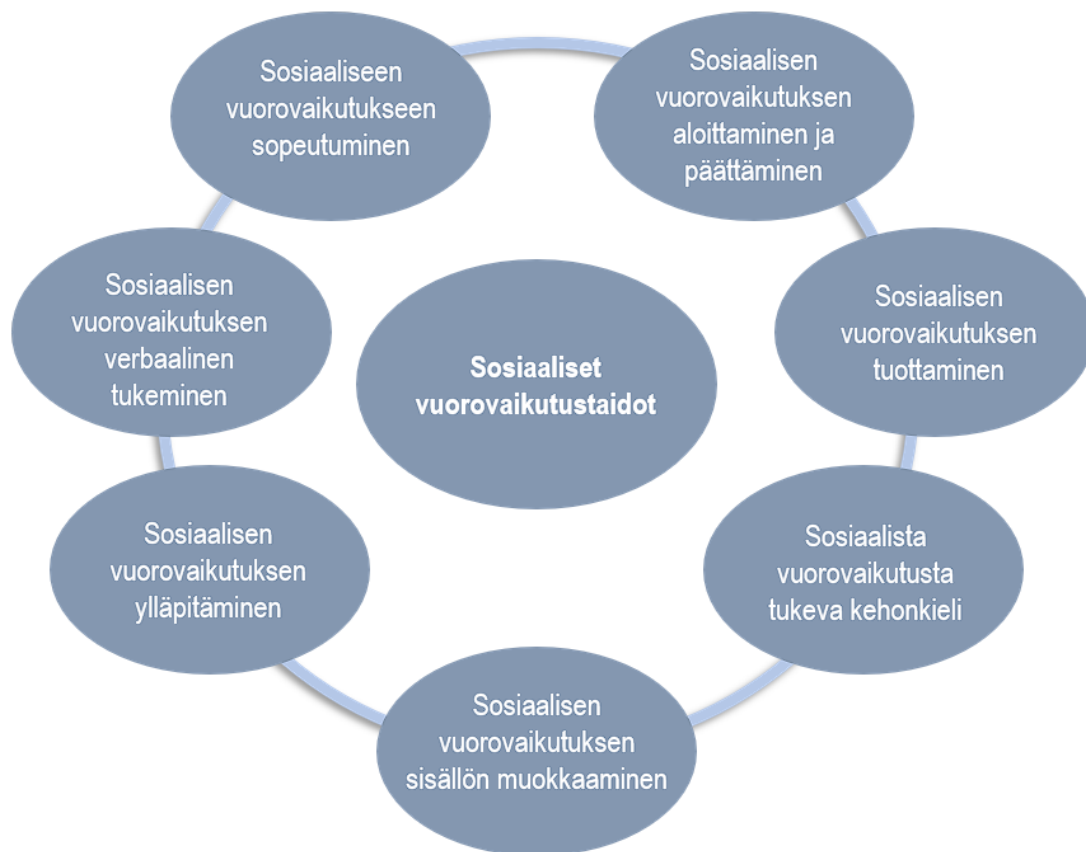 Sosiaaliseen
vuorovaikutukseen
sopeutuminen
Sosiaalisen
vuorovaikutuksen
aloittaminen ja
päättäminen
Sosiaalisen
vuorovaikutuksen
tuottaminen
Sosiaalista
vuorovaikutusta
tukeva kehonkieli
Sosiaalisen
vuorovaikutuksen
sisällön muokkaaminen
Sosiaalisen
vuorovaikutuksen
ylläpitäminen
Sosiaalisen
vuorovaikutuksen
verbaalinen
tukeminen
Sosiaaliset
vuorovaikutustaidot